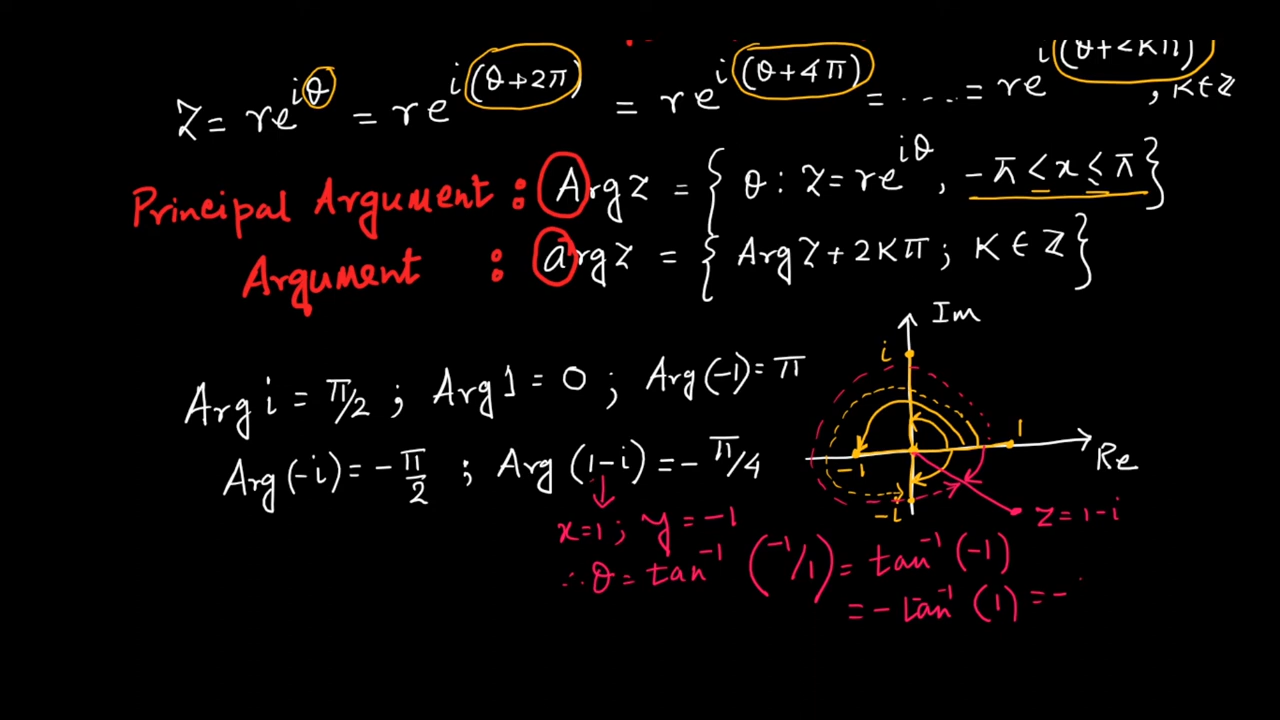 z = re^{iθ} = re^{i(θ+2π)} = re^{i(θ+4π)} = ..... = re^{i(θ+2Kπ)}, K∈ℤ
Principal Argument : Arg z = { θ : z = re^{iθ}, -π < x ≤ π }
Argument : arg z = { Arg z + 2Kπ ; K ∈ ℤ }
Im
i
Arg i = π/2 ; Arg 1 = 0 ; Arg(-1) = π
1
-1
Re
Arg(-i) = -π/2 ; Arg(1-i) = -π/4
-i
z = 1-i
x=1 ; y = -1
∴ θ = tan^{-1}(-1/1) = tan^{-1}(-1)
= - tan^{-1}(1) = -